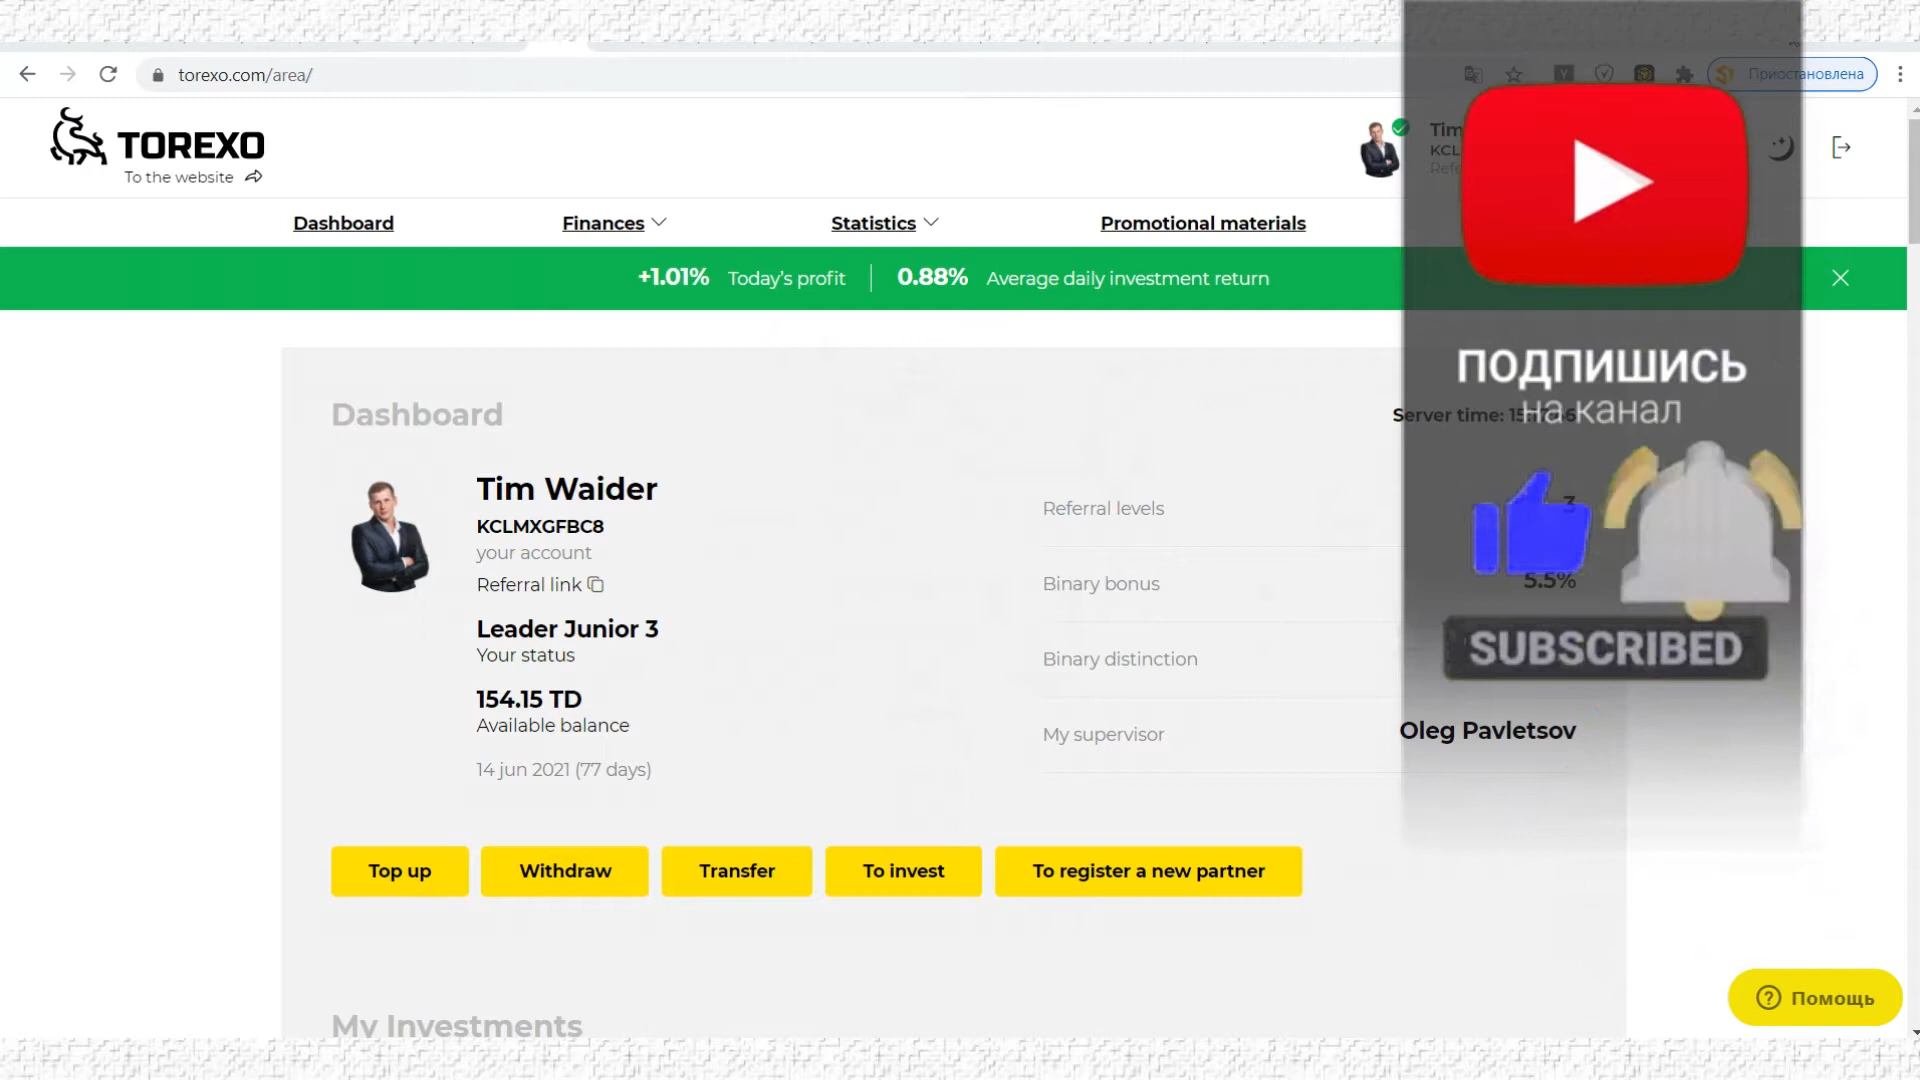 torexo.com/area/
Приостановлена
TOREXO
To the website
Tim
KCL
Dashboard
Finances
Statistics
Promotional materials
+1.01% Today's profit
0.88% Average daily investment return
ПОДПИШИСЬ
на канал
Dashboard
Server time:
Tim Waider
KCLMXGFBC8
your account
Referral link
Leader Junior 3
Your status
154.15 TD
Available balance
14 jun 2021 (77 days)
Referral levels 3
Binary bonus 5.5%
Binary distinction
SUBSCRIBED
My supervisor Oleg Pavletsov
Top up
Withdraw
Transfer
To invest
To register a new partner
My Investments
Помощь